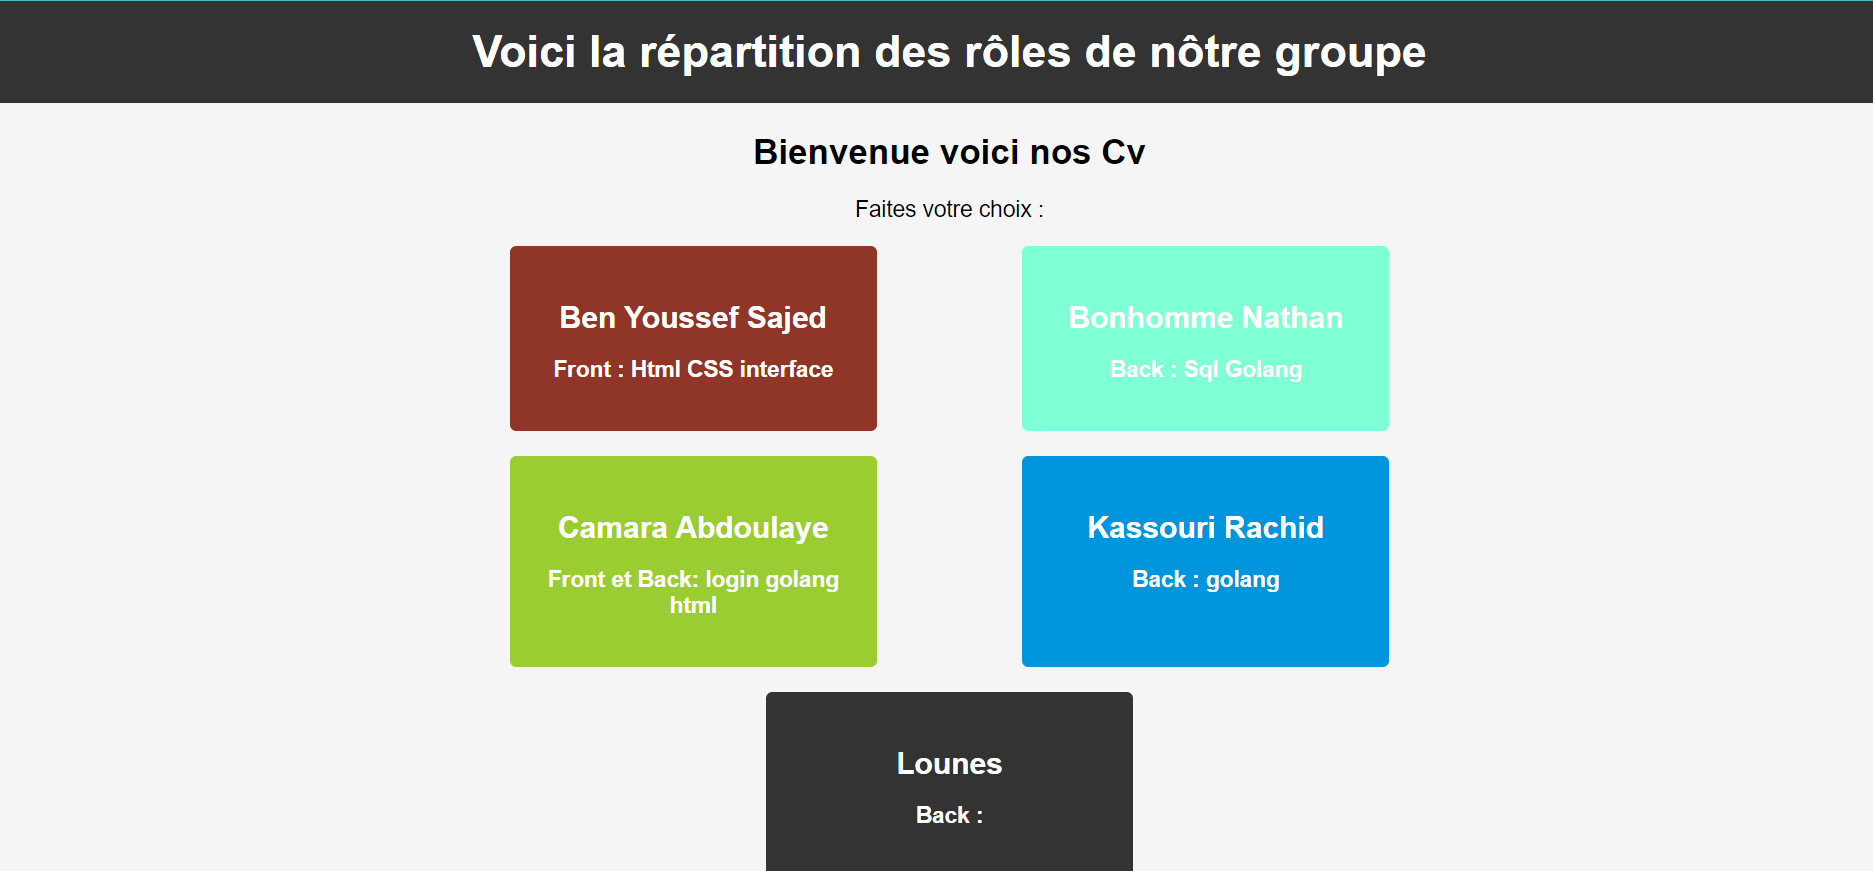 Voici la répartition des rôles de nôtre groupe
Bienvenue voici nos Cv
Faites votre choix :
Ben Youssef Sajed
Front : Html CSS interface
Bonhomme Nathan
Back : Sql Golang
Camara Abdoulaye
Front et Back: login golang
html
Kassouri Rachid
Back : golang
Lounes
Back :